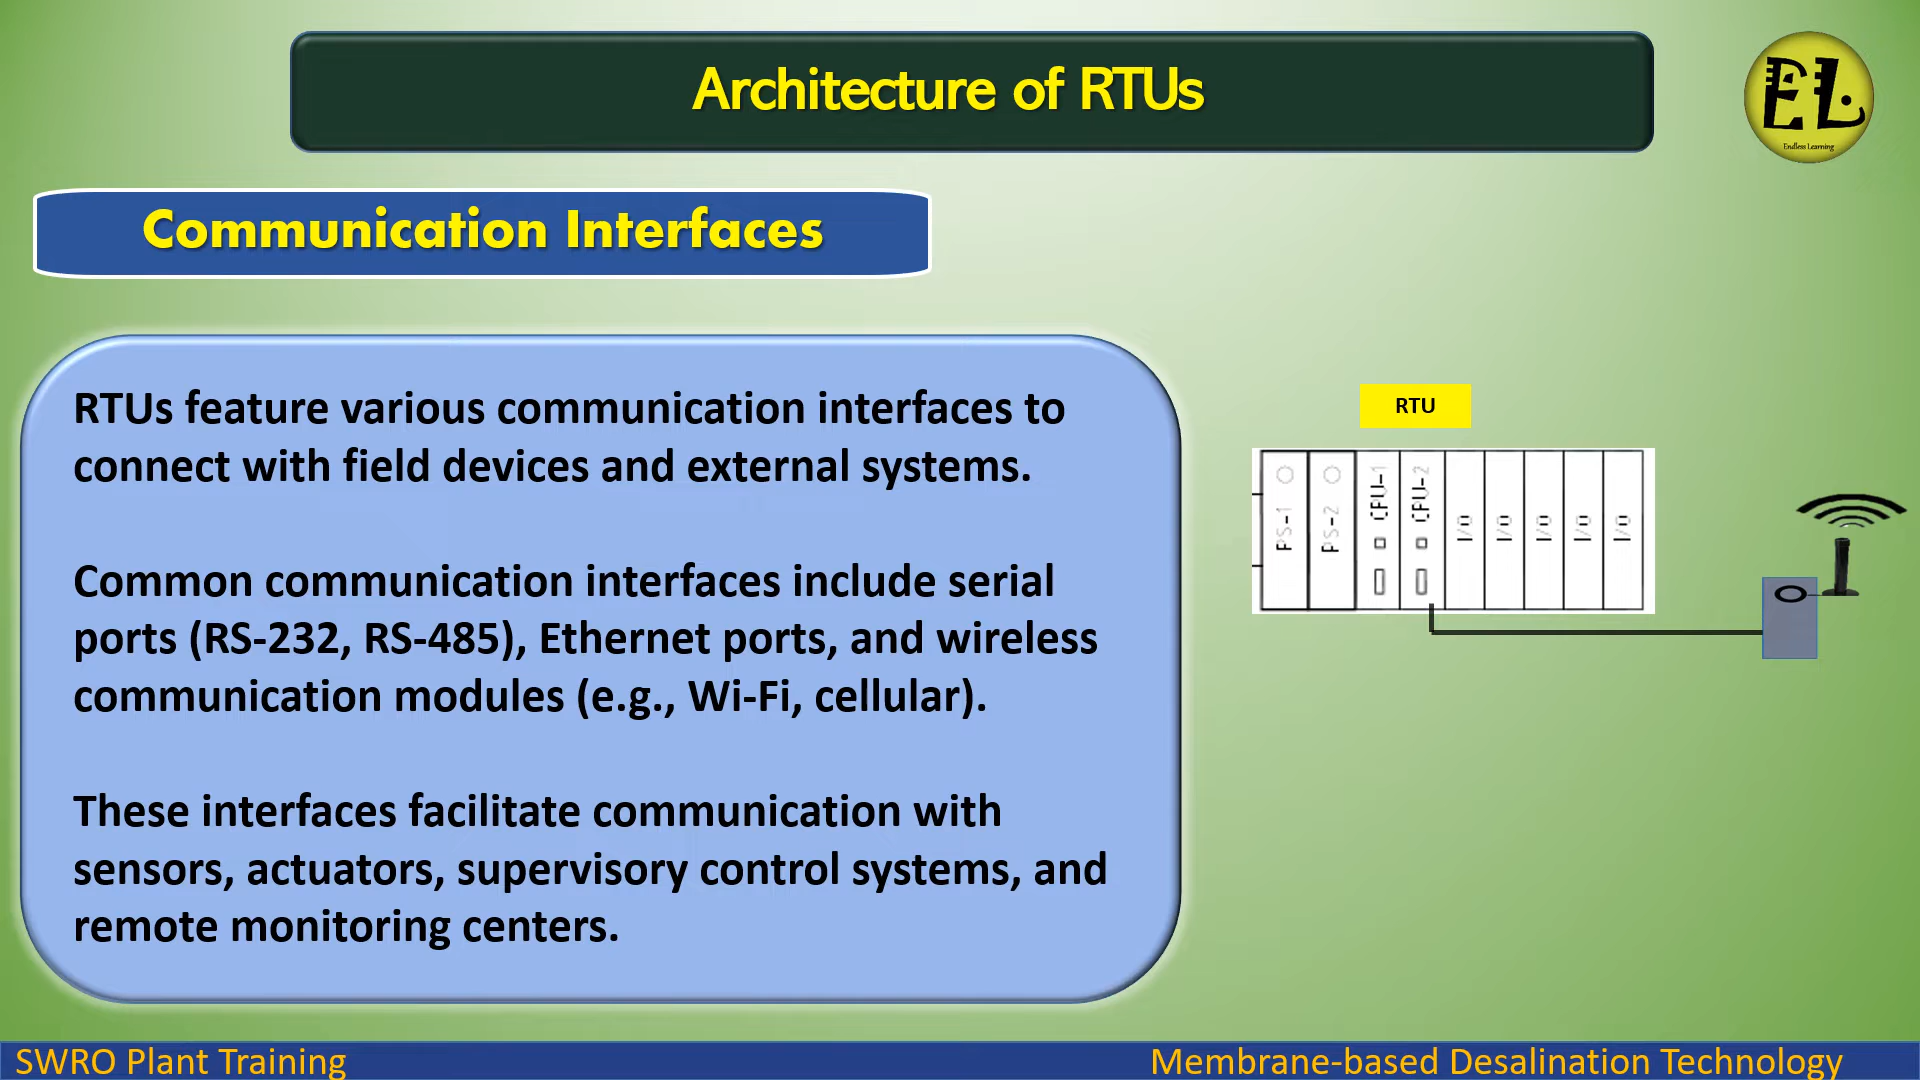 Architecture of RTUs
EL
Endless Learning
Communication Interfaces
RTUs feature various communication interfaces to
connect with field devices and external systems.
Common communication interfaces include serial
ports (RS-232, RS-485), Ethernet ports, and wireless
communication modules (e.g., Wi-Fi, cellular).
These interfaces facilitate communication with
sensors, actuators, supervisory control systems, and
remote monitoring centers.
RTU
PS-1
PS-2
CPU-1
CPU-2
I/O
I/O
I/O
I/O
I/O
SWRO Plant Training
Membrane-based Desalination Technology